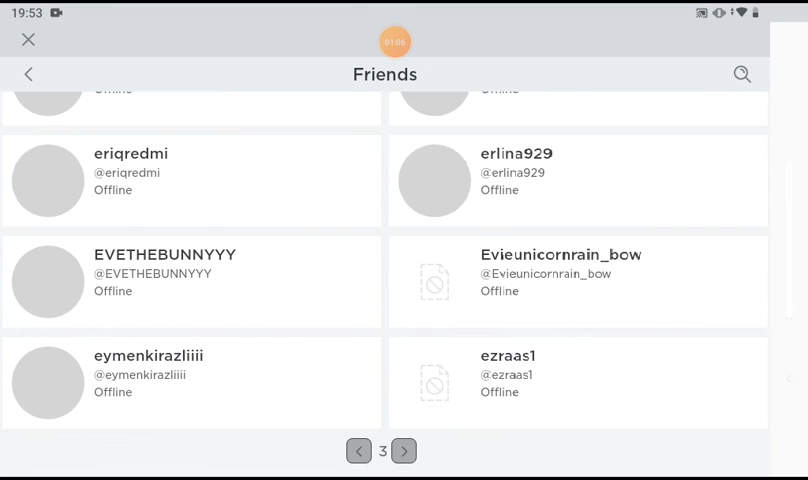 19:53
01:06
Friends
Offline
Offline
eriqredmi
@eriqredmi
Offline
erlina929
@erlina929
Offline
EVETHEBUNNYYY
@EVETHEBUNNYYY
Offline
Evieunicornrain_bow
@Evieunicornrain_bow
Offline
eymenkirazliiii
@eymenkirazliiii
Offline
ezraas1
@ezraas1
Offline
3